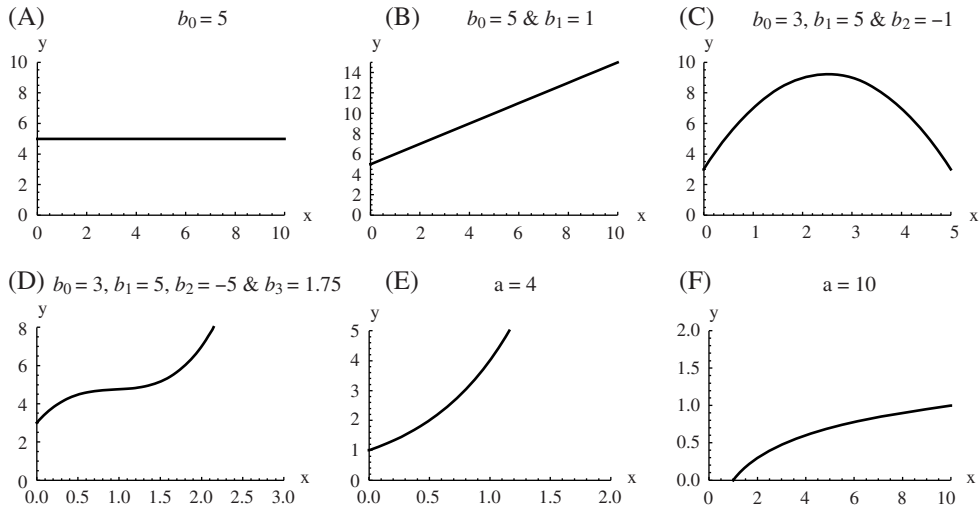 (A) b₀ = 5
y
10
8
6
4
2
0
0 2 4 6 8 10 x
(B) b₀ = 5 & b₁ = 1
y
14
12
10
8
6
4
2
0
0 2 4 6 8 10 x
(C) b₀ = 3, b₁ = 5 & b₂ = −1
y
10
8
6
4
2
0
0 1 2 3 4 5 x
(D) b₀ = 3, b₁ = 5, b₂ = −5 & b₃ = 1.75
y
8
6
4
2
0
0.0 0.5 1.0 1.5 2.0 2.5 3.0 x
(E) a = 4
y
5
4
3
2
1
0
0.0 0.5 1.0 1.5 2.0 x
(F) a = 10
y
2.0
1.5
1.0
0.5
0.0
0 2 4 6 8 10 x